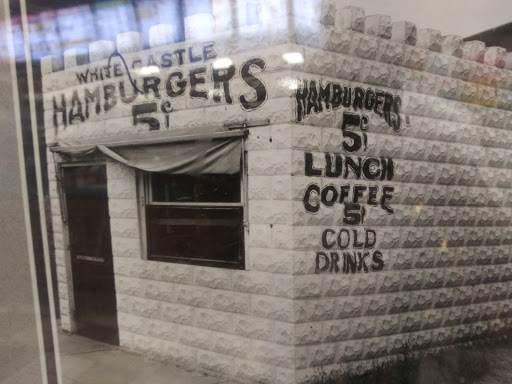 WHITE CASTLE
HAMBURGERS
5¢
HAMBURGERS
5¢
LUNCH
COFFEE
5¢
COLD
DRINKS